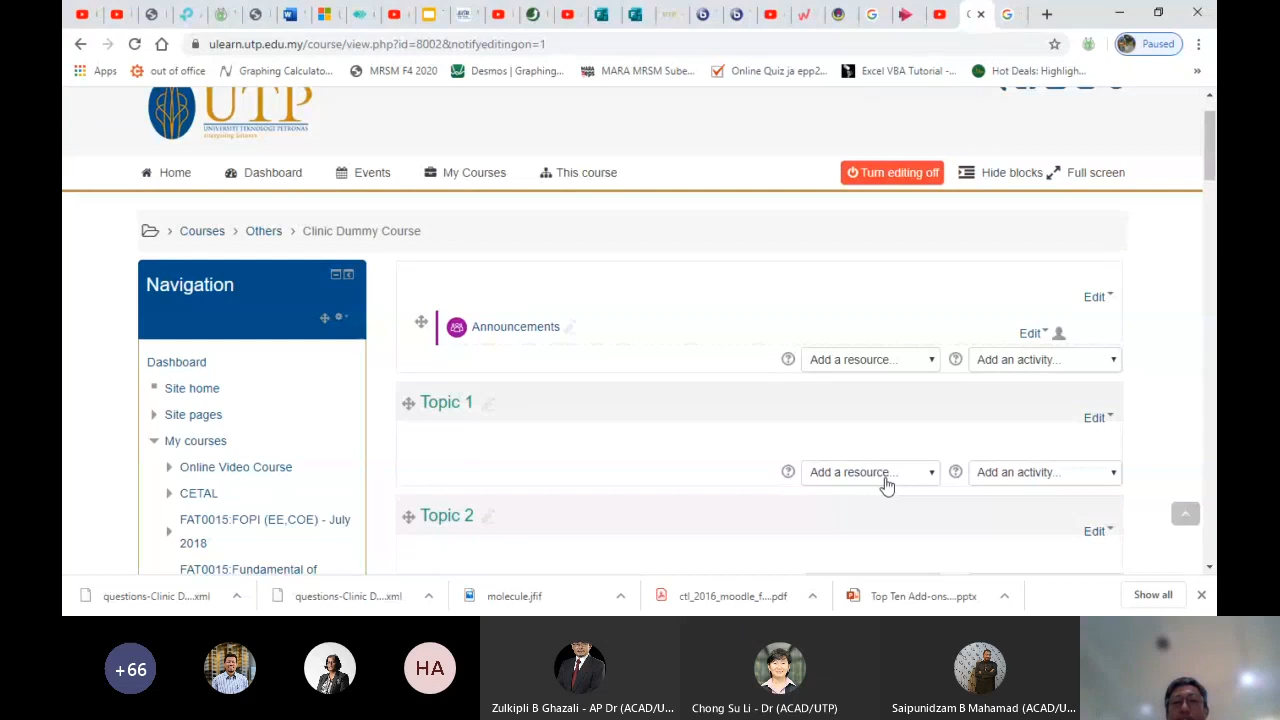 ulearn.utp.edu.my/course/view.php?id=8002&notifyeditingon=1
Paused
Apps
out of office
Graphing Calculato...
MRSM F4 2020
Desmos | Graphing...
MARA MRSM Sube...
Online Quiz ja epp2...
Excel VBA Tutorial -...
Hot Deals: Highligh...
UTP
UNIVERSITI TEKNOLOGI PETRONAS
Home
Dashboard
Events
My Courses
This course
Turn editing off
Hide blocks
Full screen
Courses
Others
Clinic Dummy Course
Navigation
Dashboard
Site home
Site pages
My courses
Online Video Course
CETAL
FAT0015:FOPI (EE,COE) - July
2018
FAT0015:Fundamental of
Edit
Announcements
Edit
Add a resource...
Add an activity...
Topic 1
Edit
Add a resource...
Add an activity...
Topic 2
Edit
questions-Clinic D....xml
questions-Clinic D....xml
molecule.jfif
ctl_2016_moodle_f....pdf
Top Ten Add-ons....pptx
Show all
+66
HA
Zulkipli B Ghazali - AP Dr (ACAD/U...
Chong Su Li - Dr (ACAD/UTP)
Saipunidzam B Mahamad (ACAD/U...